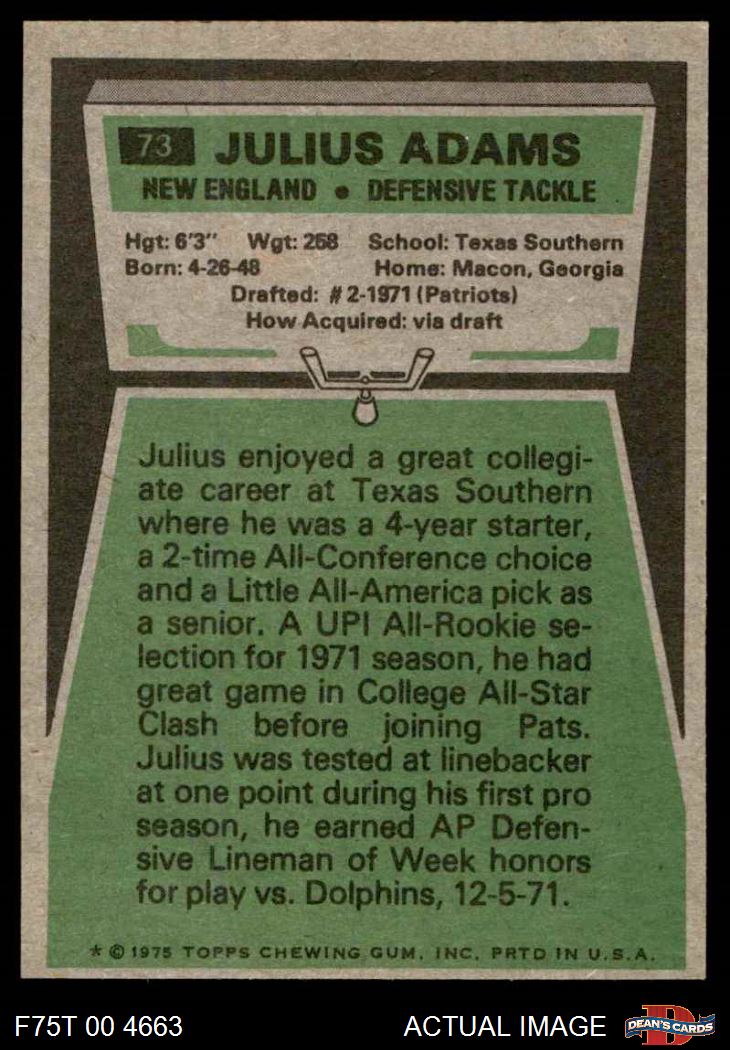 73 JULIUS ADAMS
NEW ENGLAND • DEFENSIVE TACKLE
Hgt: 6'3" Wgt: 258 School: Texas Southern
Born: 4-26-48 Home: Macon, Georgia
Drafted: #2-1971 (Patriots)
How Acquired: via draft
Julius enjoyed a great collegi-
ate career at Texas Southern
where he was a 4-year starter,
a 2-time All-Conference choice
and a Little All-America pick as
a senior. A UPI All-Rookie se-
lection for 1971 season, he had
great game in College All-Star
Clash before joining Pats.
Julius was tested at linebacker
at one point during his first pro
season, he earned AP Defen-
sive Lineman of Week honors
for play vs. Dolphins, 12-5-71.
* © 1975 TOPPS CHEWING GUM, INC. PRTD IN U.S.A.
F75T 00 4663 ACTUAL IMAGE D DEAN'S CARDS